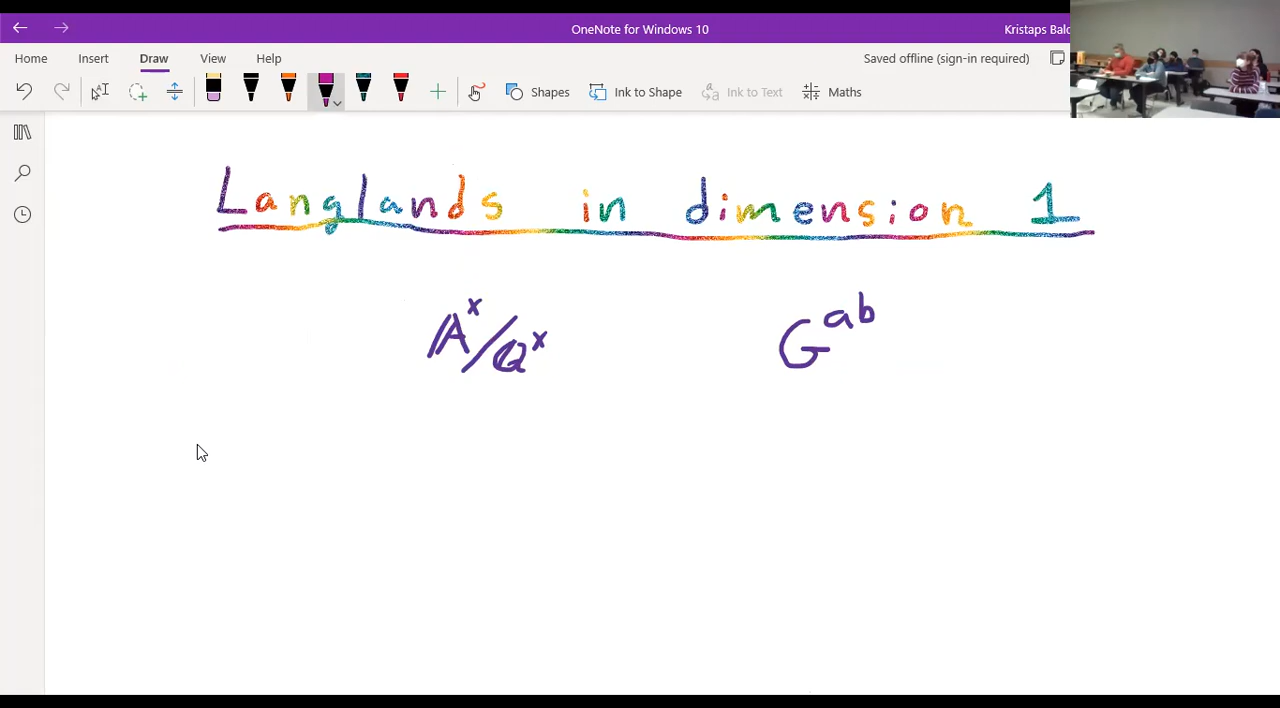 OneNote for Windows 10
Kristaps Balo
Home Insert Draw View Help
Saved offline (sign-in required)
Shapes Ink to Shape Ink to Text Maths
Langlands in dimension 1
𝔸^x/ℚ^x G^ab